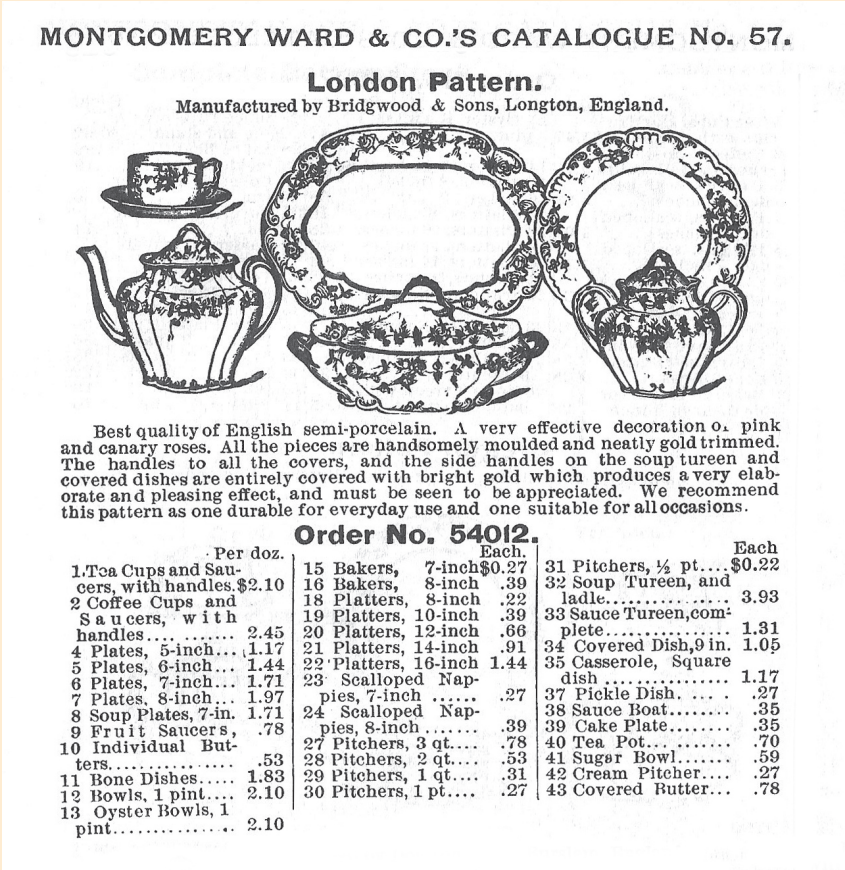 MONTGOMERY WARD & CO.'S CATALOGUE No. 57.
London Pattern.
Manufactured by Bridgwood & Sons, Longton, England.
Best quality of English semi-porcelain. A very effective decoration of pink
and canary roses. All the pieces are handsomely moulded and neatly gold trimmed.
The handles to all the covers, and the side handles on the soup tureen and
covered dishes are entirely covered with bright gold which produces a very elab-
orate and pleasing effect, and must be seen to be appreciated. We recommend
this pattern as one durable for everyday use and one suitable for all occasions.
Order No. 54012.
Per doz.
1 Tea Cups and Sau-
cers, with handles.$2.10
2 Coffee Cups and
Saucers, with
handles.... ........ 2.45
4 Plates, 5-inch... 1.17
5 Plates, 6-inch... 1.44
6 Plates, 7-inch... 1.71
7 Plates, 8-inch... 1.97
8 Soup Plates, 7-in. 1.71
9 Fruit Saucers, .78
10 Individual But-
ters............... .53
11 Bone Dishes..... 1.83
12 Bowls, 1 pint.... 2.10
13 Oyster Bowls, 1
pint............... 2.10
Each.
15 Bakers, 7-inch $0.27
16 Bakers, 8-inch .39
18 Platters, 8-inch .22
19 Platters, 10-inch .39
20 Platters, 12-inch .66
21 Platters, 14-inch .91
22 Platters, 16-inch 1.44
23 Scalloped Nap-
pies, 7-inch ...... .27
24 Scalloped Nap-
pies, 8-inch ....... .39
27 Pitchers, 3 qt.... .78
28 Pitchers, 2 qt.... .53
29 Pitchers, 1 qt.... .31
30 Pitchers, 1 pt.... .27
Each
31 Pitchers, ½ pt....$0.22
32 Soup Tureen, and
ladle................ 3.93
33 Sauce Tureen, com-
plete................ 1.31
34 Covered Dish, 9 in. 1.05
35 Casserole, Square
dish ................ 1.17
37 Pickle Dish..... . .27
38 Sauce Boat........ .35
39 Cake Plate........ .35
40 Tea Pot........... .70
41 Sugar Bowl....... .59
42 Cream Pitcher.... .27
43 Covered Butter... .78